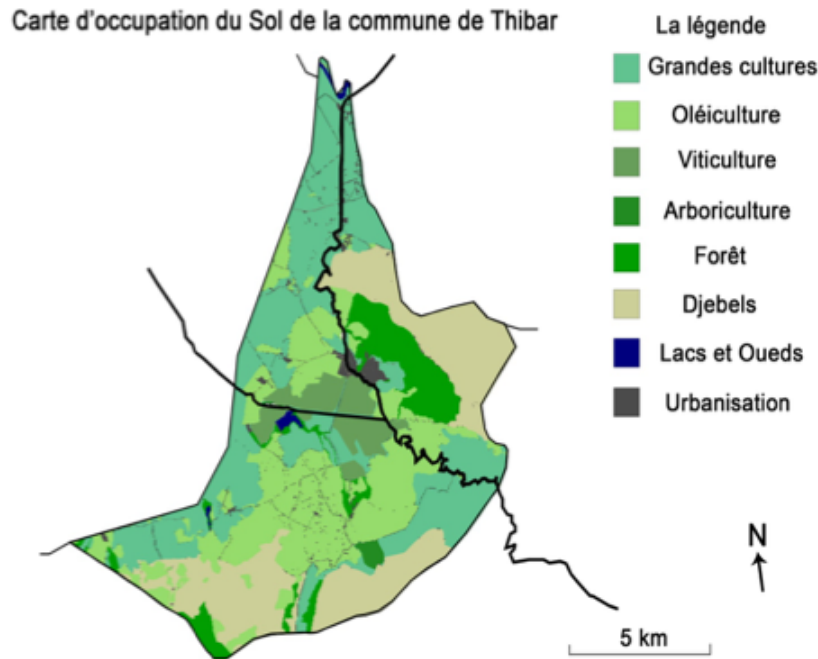 Carte d'occupation du Sol de la commune de Thibar
La légende
Grandes cultures
Oléiculture
Viticulture
Arboriculture
Forêt
Djebels
Lacs et Oueds
Urbanisation
N
5 km